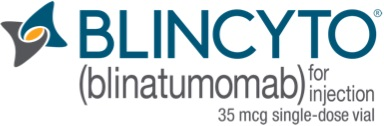 BLINCYTO®
(blinatumomab) for injection
35 mcg single-dose vial